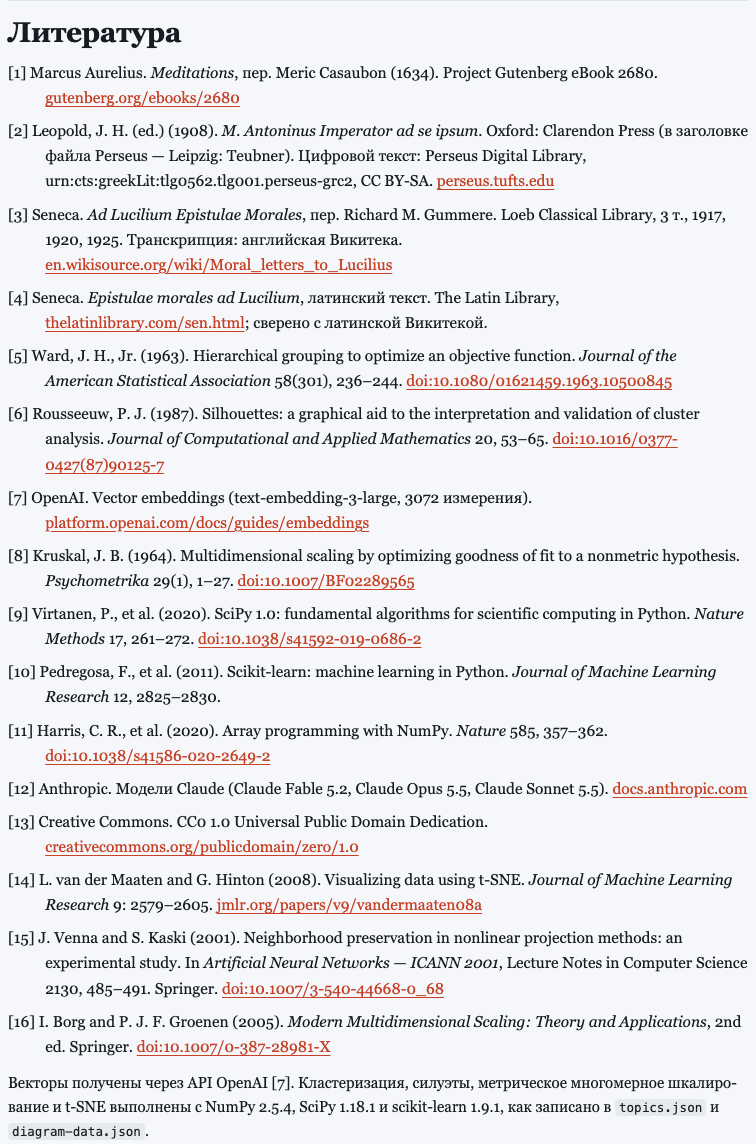 Литература
[1] Marcus Aurelius. Meditations, пер. Meric Casaubon (1634). Project Gutenberg eBook 2680.
gutenberg.org/ebooks/2680
[2] Leopold, J. H. (ed.) (1908). M. Antoninus Imperator ad se ipsum. Oxford: Clarendon Press (в заголовке
файла Perseus — Leipzig: Teubner). Цифровой текст: Perseus Digital Library,
urn:cts:greekLit:tlg0562.tlg001.perseus-grc2, CC BY-SA. perseus.tufts.edu
[3] Seneca. Ad Lucilium Epistulae Morales, пер. Richard M. Gummere. Loeb Classical Library, 3 т., 1917,
1920, 1925. Транскрипция: английская Викитека.
en.wikisource.org/wiki/Moral_letters_to_Lucilius
[4] Seneca. Epistulae morales ad Lucilium, латинский текст. The Latin Library,
thelatinlibrary.com/sen.html; сверено с латинской Викитекой.
[5] Ward, J. H., Jr. (1963). Hierarchical grouping to optimize an objective function. Journal of the
American Statistical Association 58(301), 236–244. doi:10.1080/01621459.1963.10500845
[6] Rousseeuw, P. J. (1987). Silhouettes: a graphical aid to the interpretation and validation of cluster
analysis. Journal of Computational and Applied Mathematics 20, 53–65. doi:10.1016/0377-
0427(87)90125-7
[7] OpenAI. Vector embeddings (text-embedding-3-large, 3072 измерения).
platform.openai.com/docs/guides/embeddings
[8] Kruskal, J. B. (1964). Multidimensional scaling by optimizing goodness of fit to a nonmetric hypothesis.
Psychometrika 29(1), 1–27. doi:10.1007/BF02289565
[9] Virtanen, P., et al. (2020). SciPy 1.0: fundamental algorithms for scientific computing in Python. Nature
Methods 17, 261–272. doi:10.1038/s41592-019-0686-2
[10] Pedregosa, F., et al. (2011). Scikit-learn: machine learning in Python. Journal of Machine Learning
Research 12, 2825–2830.
[11] Harris, C. R., et al. (2020). Array programming with NumPy. Nature 585, 357–362.
doi:10.1038/s41586-020-2649-2
[12] Anthropic. Модели Claude (Claude Fable 5.2, Claude Opus 5.5, Claude Sonnet 5.5). docs.anthropic.com
[13] Creative Commons. CC0 1.0 Universal Public Domain Dedication.
creativecommons.org/publicdomain/zero/1.0
[14] L. van der Maaten and G. Hinton (2008). Visualizing data using t-SNE. Journal of Machine Learning
Research 9: 2579–2605. jmlr.org/papers/v9/vandermaaten08a
[15] J. Venna and S. Kaski (2001). Neighborhood preservation in nonlinear projection methods: an
experimental study. In Artificial Neural Networks — ICANN 2001, Lecture Notes in Computer Science
2130, 485–491. Springer. doi:10.1007/3-540-44668-0_68
[16] I. Borg and P. J. F. Groenen (2005). Modern Multidimensional Scaling: Theory and Applications, 2nd
ed. Springer. doi:10.1007/0-387-28981-X
Векторы получены через API OpenAI [7]. Кластеризация, силуэты, метрическое многомерное шкалиро-
вание и t-SNE выполнены с NumPy 2.5.4, SciPy 1.18.1 и scikit-learn 1.9.1, как записано в topics.json и
diagram-data.json.